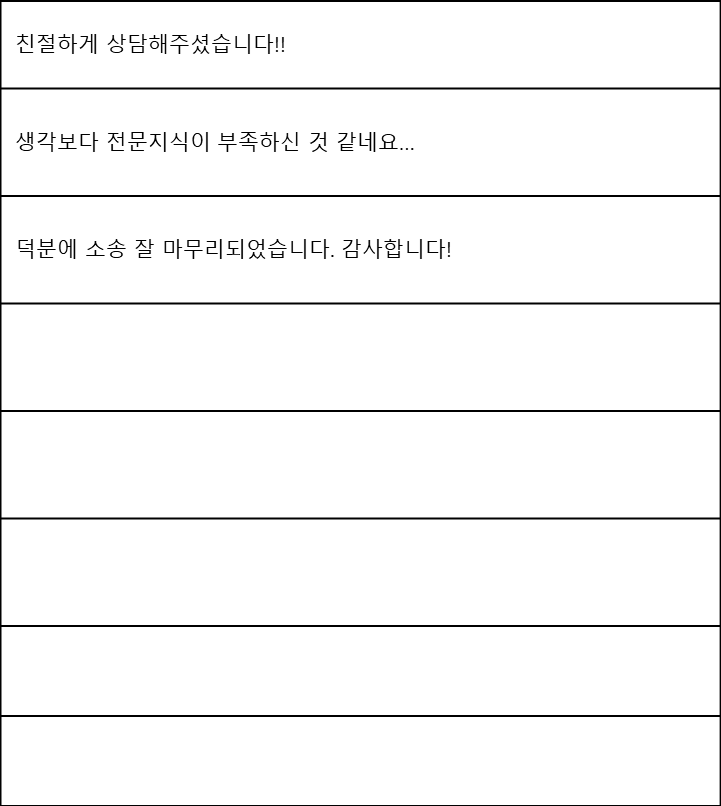 친절하게 상담해주셨습니다!!
생각보다 전문지식이 부족하신 것 같네요...
덕분에 소송 잘 마무리되었습니다. 감사합니다!